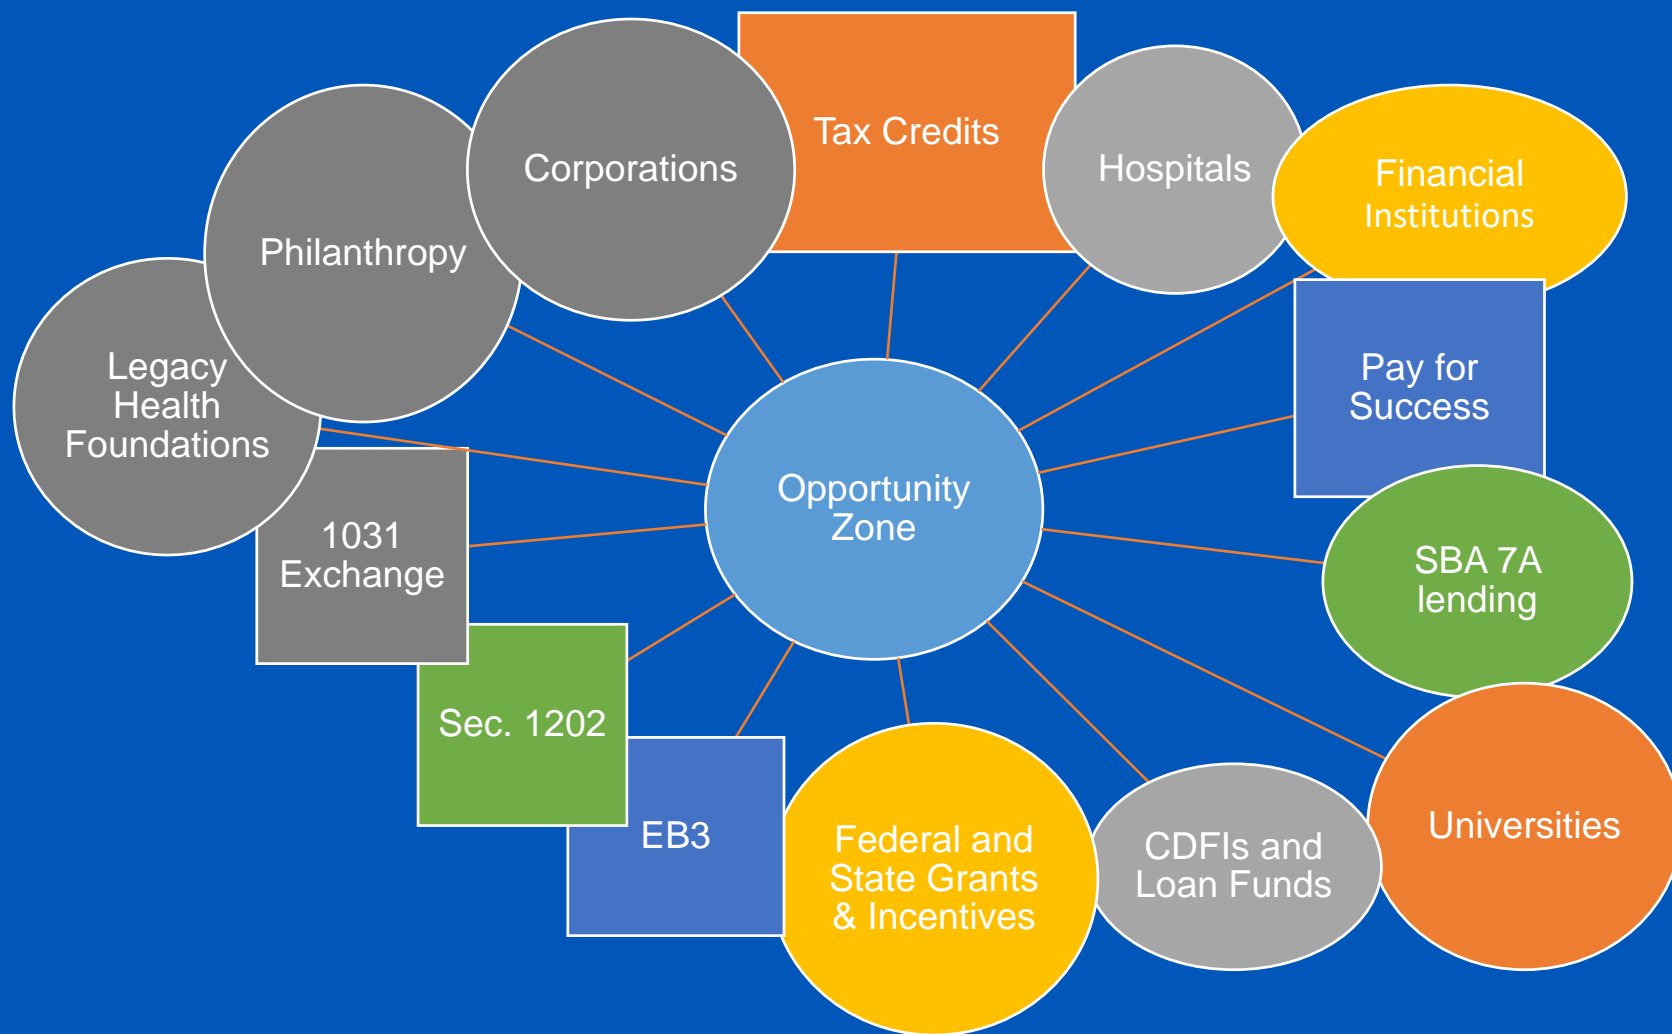 Tax Credits
Corporations
Hospitals
Financial
Institutions
Philanthropy
Legacy
Health
Foundations
Pay for
Success
Opportunity
Zone
1031
Exchange
SBA 7A
lending
Sec. 1202
EB3
Federal and
State Grants
& Incentives
CDFIs and
Loan Funds
Universities